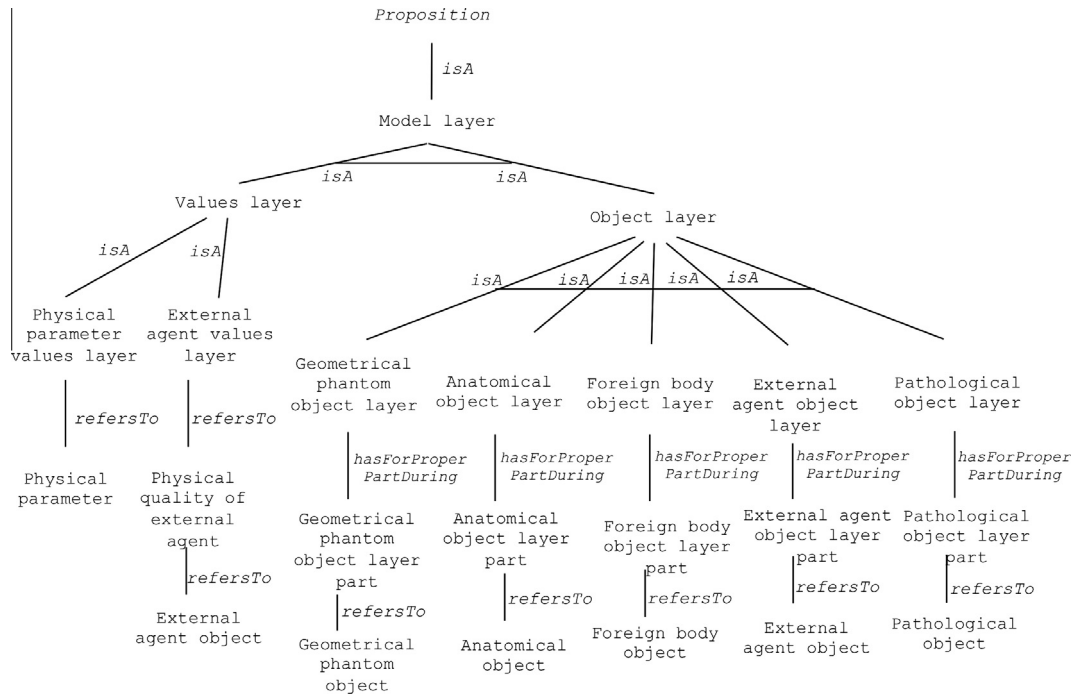 Proposition
isA
Model layer
isA
isA
Values layer
Object layer
isA
isA
isA
isA
isA
isA
isA
Physical
parameter
values layer
External
agent values
layer
Geometrical
phantom
object layer
Anatomical
object layer
Foreign body
object layer
External
agent object
layer
Pathological
object layer
refersTo
refersTo
hasForProper
PartDuring
hasForProper
PartDuring
hasForProper
PartDuring
hasForProper
PartDuring
hasForProper
PartDuring
Physical
parameter
Physical
quality of
external
agent
Geometrical
phantom
object layer
part
Anatomical
object layer
part
Foreign body
object layer
part
External agent
object layer
part
Pathological
object layer
part
refersTo
refersTo
refersTo
refersTo
refersTo
refersTo
External
agent object
Geometrical
phantom
object
Anatomical
object
Foreign body
object
External
agent object
Pathological
object